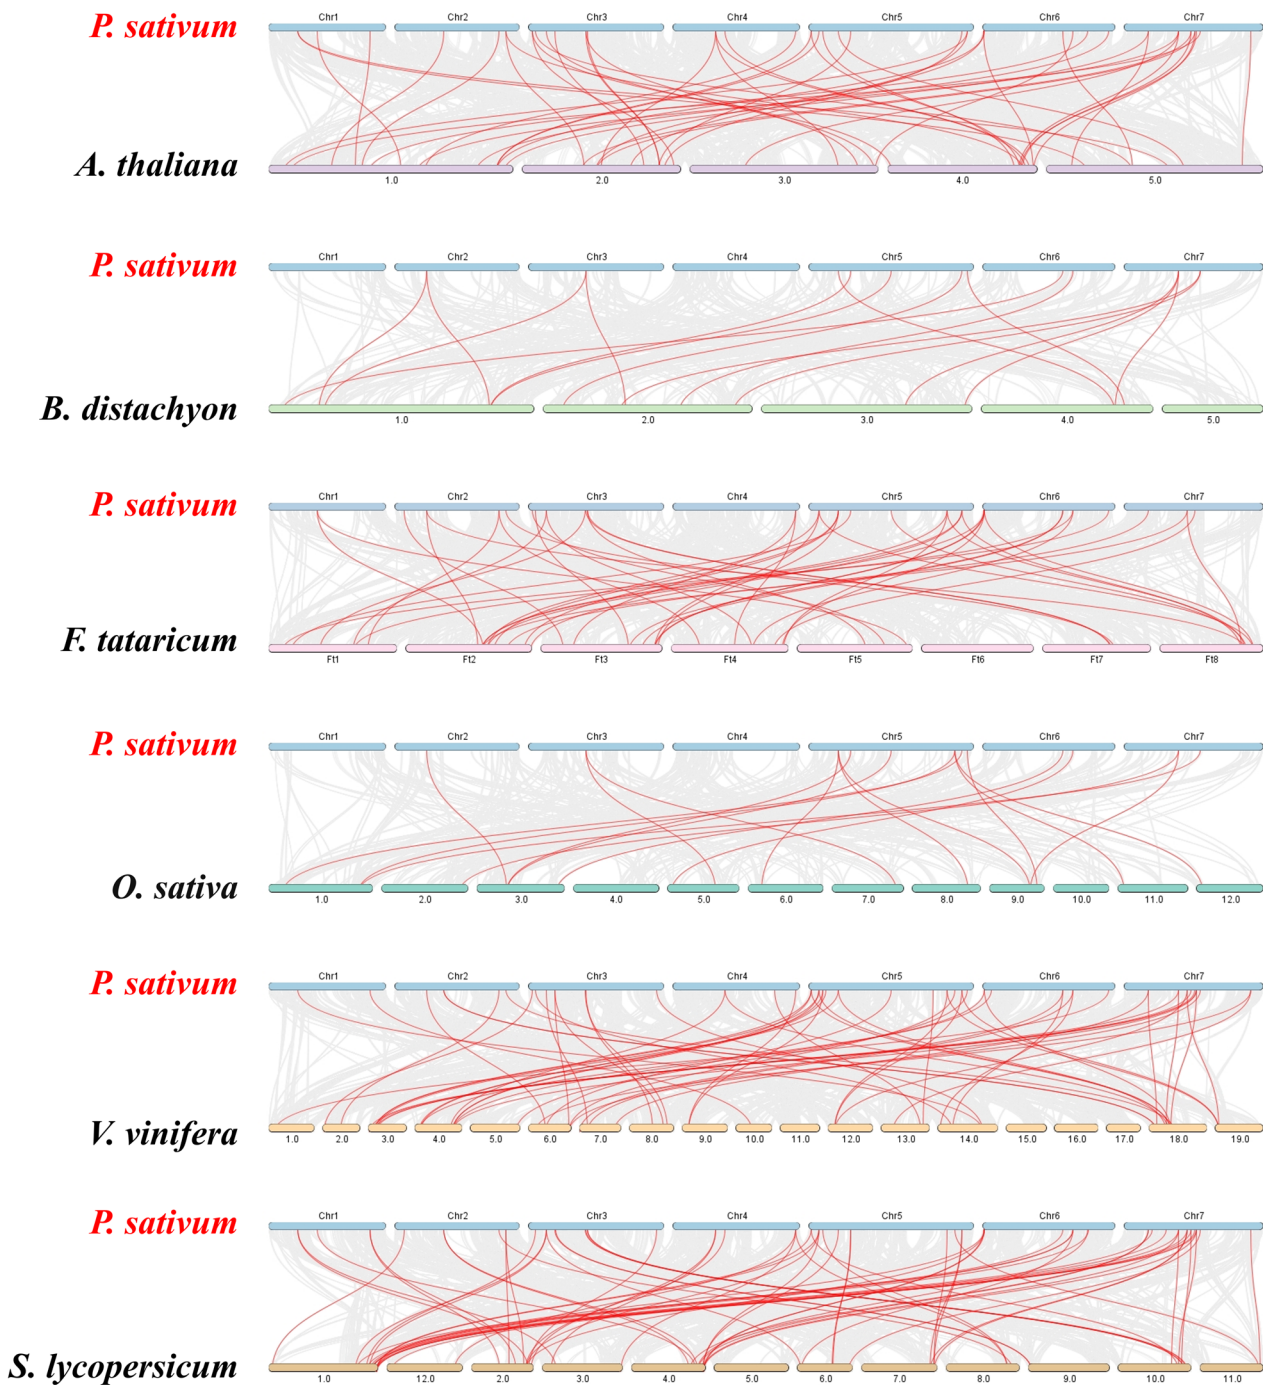 Chr1 Chr2 Chr3 Chr4 Chr5 Chr6 Chr7
P. sativum
A. thaliana
1.0 2.0 3.0 4.0 5.0
Chr1 Chr2 Chr3 Chr4 Chr5 Chr6 Chr7
P. sativum
B. distachyon
1.0 2.0 3.0 4.0 5.0
Chr1 Chr2 Chr3 Chr4 Chr5 Chr6 Chr7
P. sativum
F. tataricum
Ft1 Ft2 Ft3 Ft4 Ft5 Ft6 Ft7 Ft8
Chr1 Chr2 Chr3 Chr4 Chr5 Chr6 Chr7
P. sativum
O. sativa
1.0 2.0 3.0 4.0 5.0 6.0 7.0 8.0 9.0 10.0 11.0 12.0
Chr1 Chr2 Chr3 Chr4 Chr5 Chr6 Chr7
P. sativum
V. vinifera
1.0 2.0 3.0 4.0 5.0 6.0 7.0 8.0 9.0 10.0 11.0 12.0 13.0 14.0 15.0 16.0 17.0 18.0 19.0
Chr1 Chr2 Chr3 Chr4 Chr5 Chr6 Chr7
P. sativum
S. lycopersicum
1.0 12.0 2.0 3.0 4.0 5.0 6.0 7.0 8.0 9.0 10.0 11.0